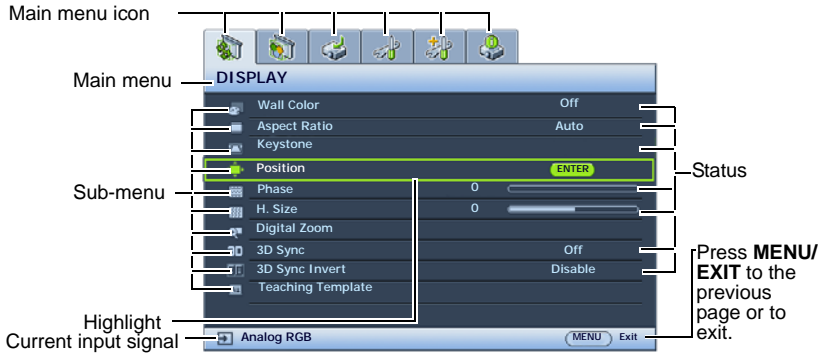 Main menu icon
Main menu
DISPLAY
Wall Color Off
Aspect Ratio Auto
Keystone
Position ENTER
Status
Sub-menu
Phase 0
H. Size 0
Digital Zoom
3D Sync Off
3D Sync Invert Disable
Teaching Template
Press MENU/
EXIT to the
previous
page or to
exit.
Highlight
Current input signal
Analog RGB MENU Exit